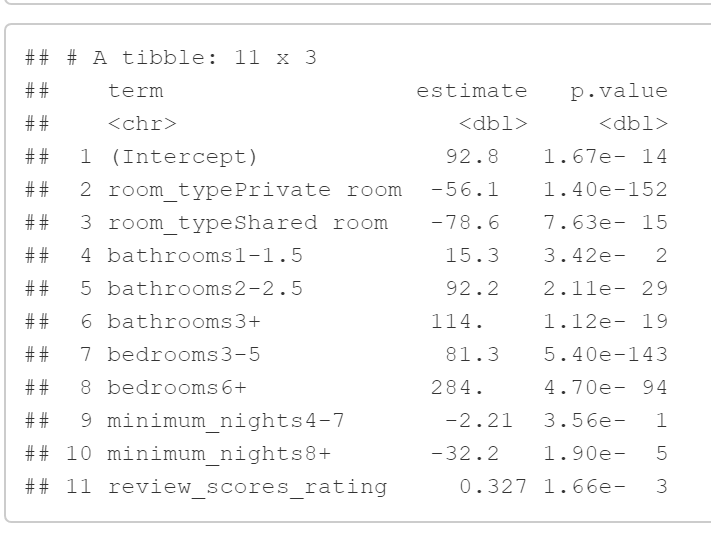 ## # A tibble: 11 x 3
##    term                  estimate   p.value
##    <chr>                    <dbl>     <dbl>
##  1 (Intercept)             92.8   1.67e- 14
##  2 room_typePrivate room  -56.1   1.40e-152
##  3 room_typeShared room   -78.6   7.63e- 15
##  4 bathrooms1-1.5          15.3   3.42e-  2
##  5 bathrooms2-2.5          92.2   2.11e- 29
##  6 bathrooms3+            114.    1.12e- 19
##  7 bedrooms3-5             81.3   5.40e-143
##  8 bedrooms6+             284.    4.70e- 94
##  9 minimum_nights4-7       -2.21  3.56e-  1
## 10 minimum_nights8+       -32.2   1.90e-  5
## 11 review_scores_rating     0.327 1.66e-  3